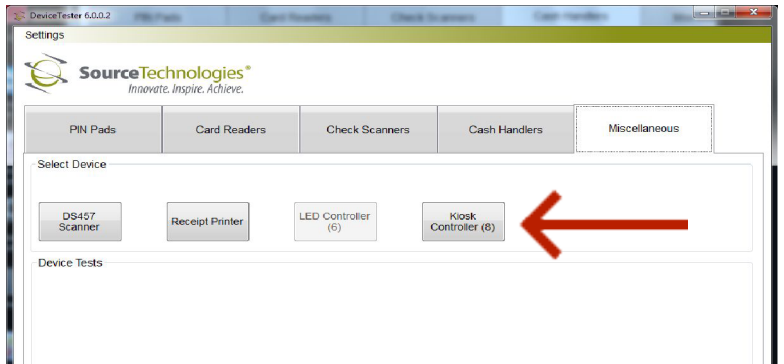 DeviceTester 6.0.0.2
Settings
SourceTechnologies®
Innovate. Inspire. Achieve.
PIN Pads Card Readers Check Scanners Cash Handlers Miscellaneous
Select Device
DS457 Scanner
Receipt Printer
LED Controller (6)
Kiosk Controller (8)
Device Tests